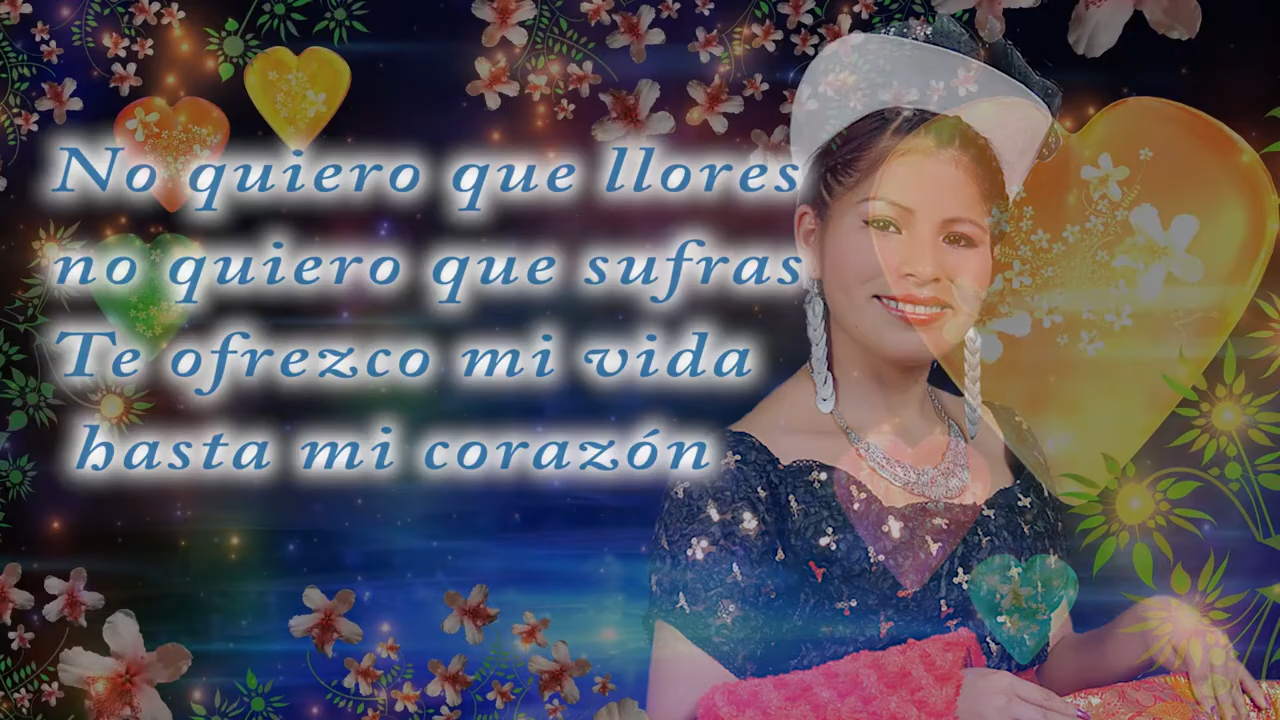 No quiero que llores
no quiero que sufras
Te ofrezco mi vida
hasta mi corazón